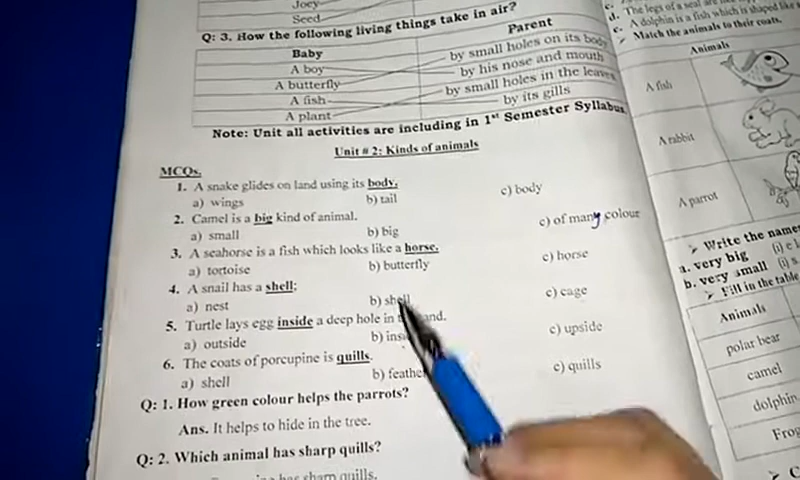 Joey
Seed
Q: 3. How the following living things take in air?
Baby Parent
A boy by small holes on its body
A butterfly by his nose and mouth
A fish by small holes in the leaves
A plant by its gills
Note: Unit all activities are including in 1st Semester Syllabus
Unit # 2: Kinds of animals
MCQs.
1. A snake glides on land using its body.
a) wings b) tail c) body
2. Camel is a big kind of animal.
a) small b) big c) of many colour
3. A seahorse is a fish which looks like a horse.
a) tortoise b) butterfly c) horse
4. A snail has a shell:
a) nest b) shell c) cage
5. Turtle lays egg inside a deep hole in
a) outside b) c) upside
6. The coats of porcupine is quills.
a) shell b) c) quills
Q: 1. How green colour helps the parrots?
Ans. It helps to hide in the tree.
Q: 2. Which animal has sharp quills?
has sharp quills.
c.
d. The legs of a seal are
c. A dolphin is a fish which is shaped like
➢ Match the animals to their coats.
Animals
A fish
A rabbit
A parrot
➢ Write the
a. very big (i)
b. very small (i)
➢ Fill in the table
Animals
polar bear
camel
dolphin
Frog